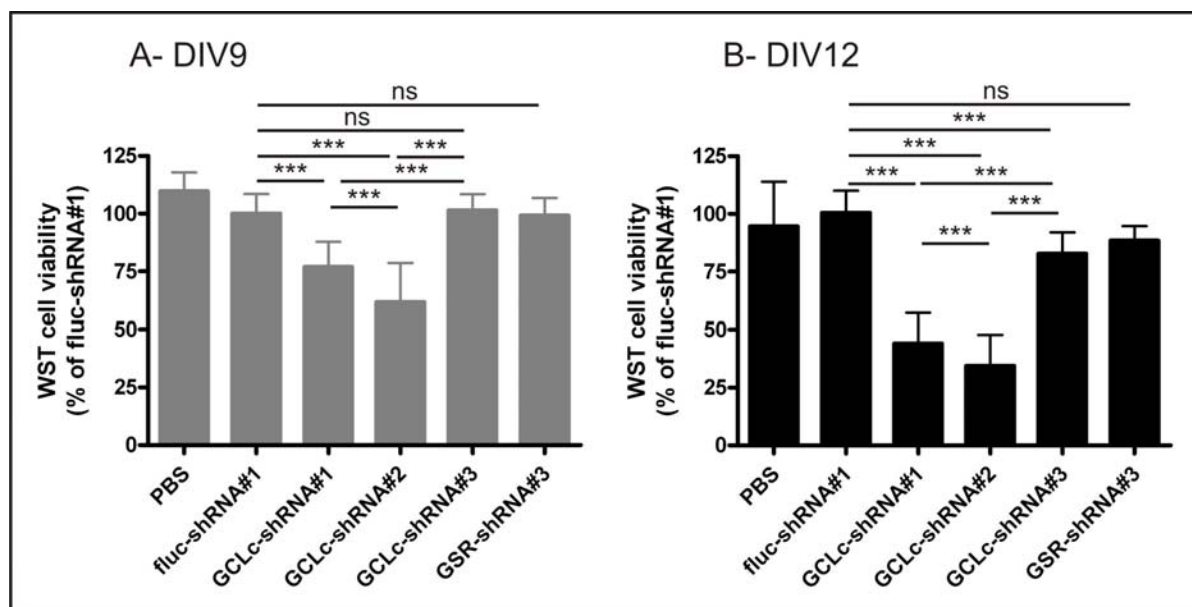 A- DIV9
ns
ns
***
***
***
***
***
125
100
75
50
25
0
WST cell viability
(% of fluc-shRNA#1)
PBS
fluc-shRNA#1
GCLc-shRNA#1
GCLc-shRNA#2
GCLc-shRNA#3
GSR-shRNA#3
B- DIV12
ns
***
***
***
***
***
***
125
100
75
50
25
0
WST cell viability
(% of fluc-shRNA#1)
PBS
fluc-shRNA#1
GCLc-shRNA#1
GCLc-shRNA#2
GCLc-shRNA#3
GSR-shRNA#3